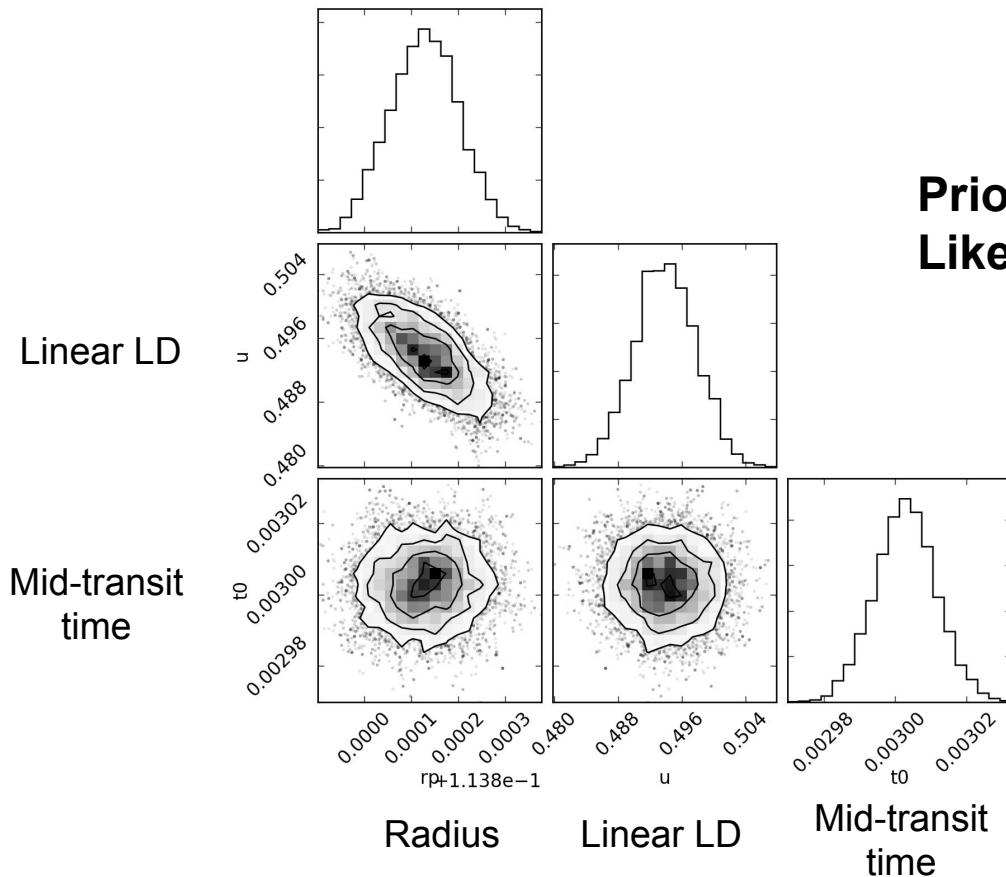 Prio
Like
0.504
0.496
0.488
0.480
u
Linear LD
0.00302
0.00300
0.00298
t0
Mid-transit
time
0.0000
0.0001
0.0002
0.0003
rp
+1.138e−1
0.480
0.488
0.496
0.504
u
0.00298
0.00300
0.00302
t0
Radius
Linear LD
Mid-transit
time